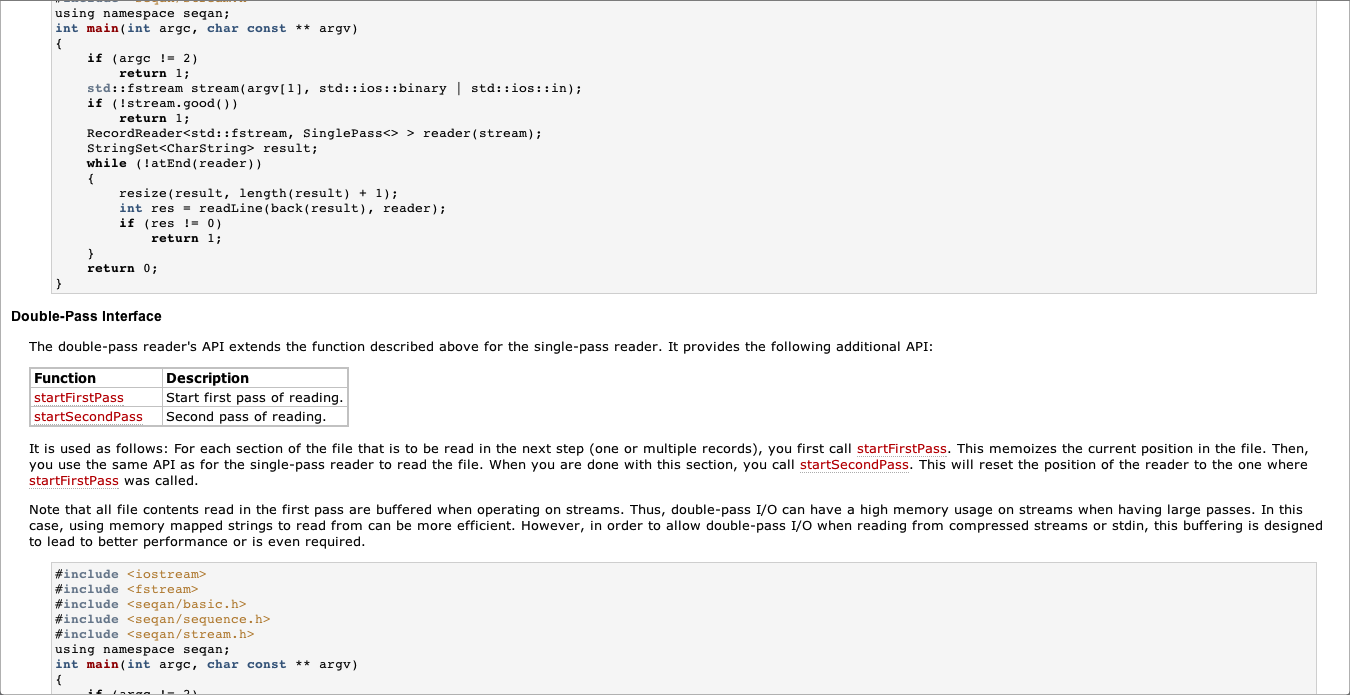 using namespace seqan;
int main(int argc, char const ** argv)
{
    if (argc != 2)
        return 1;
    std::fstream stream(argv[1], std::ios::binary | std::ios::in);
    if (!stream.good())
        return 1;
    RecordReader<std::fstream, SinglePass<> > reader(stream);
    StringSet<CharString> result;
    while (!atEnd(reader))
    {
        resize(result, length(result) + 1);
        int res = readLine(back(result), reader);
        if (res != 0)
            return 1;
    }
    return 0;
}
Double-Pass Interface
The double-pass reader's API extends the function described above for the single-pass reader. It provides the following additional API:
Function Description
startFirstPass Start first pass of reading.
startSecondPass Second pass of reading.
It is used as follows: For each section of the file that is to be read in the next step (one or multiple records), you first call startFirstPass. This memoizes the current position in the file. Then,
you use the same API as for the single-pass reader to read the file. When you are done with this section, you call startSecondPass. This will reset the position of the reader to the one where
startFirstPass was called.
Note that all file contents read in the first pass are buffered when operating on streams. Thus, double-pass I/O can have a high memory usage on streams when having large passes. In this
case, using memory mapped strings to read from can be more efficient. However, in order to allow double-pass I/O when reading from compressed streams or stdin, this buffering is designed
to lead to better performance or is even required.
#include <iostream>
#include <fstream>
#include <seqan/basic.h>
#include <seqan/sequence.h>
#include <seqan/stream.h>
using namespace seqan;
int main(int argc, char const ** argv)
{
    if (argc != 2)